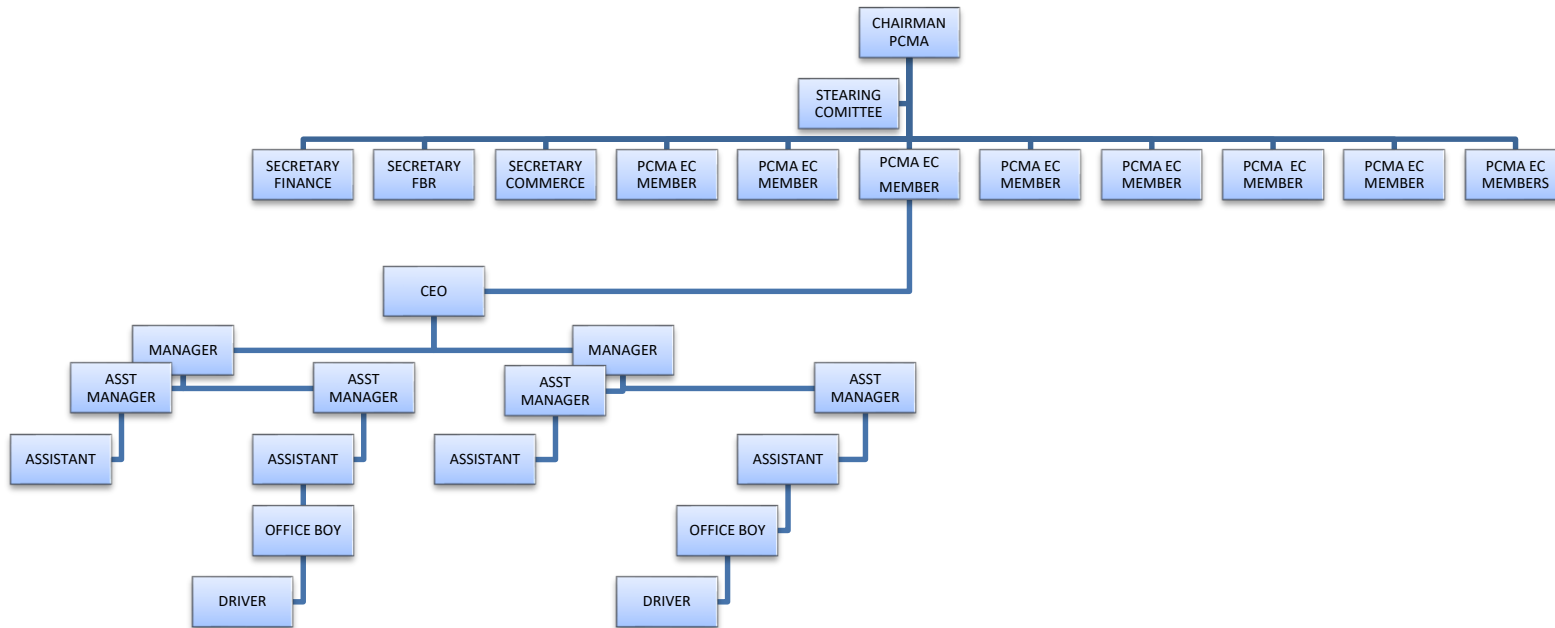 CHAIRMAN
PCMA
STEARING
COMITTEE
SECRETARY
FINANCE
SECRETARY
FBR
SECRETARY
COMMERCE
PCMA EC
MEMBER
PCMA EC
MEMBER
PCMA EC
MEMBER
PCMA EC
MEMBER
PCMA EC
MEMBER
PCMA EC
MEMBER
PCMA EC
MEMBER
PCMA EC
MEMBERS
CEO
MANAGER
MANAGER
ASST
MANAGER
ASST
MANAGER
ASST
MANAGER
ASST
MANAGER
ASSISTANT
ASSISTANT
ASSISTANT
ASSISTANT
OFFICE BOY
OFFICE BOY
DRIVER
DRIVER